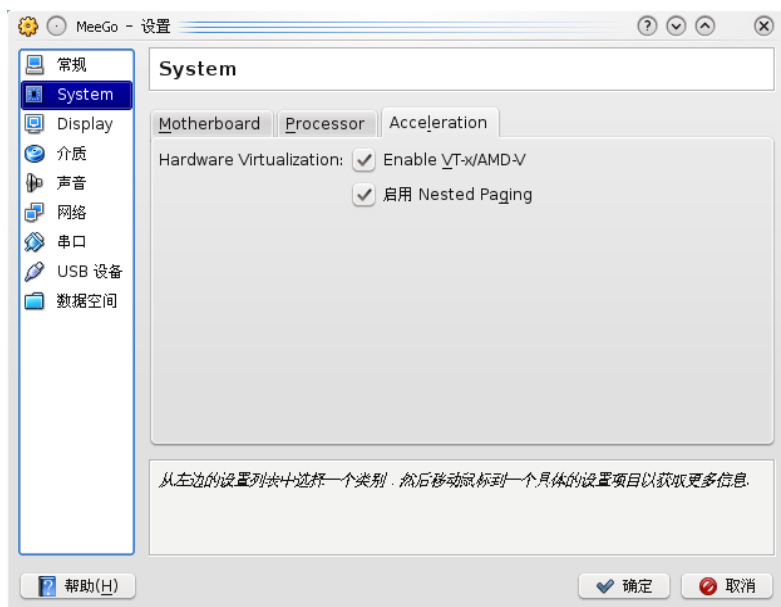 MeeGo - 设置
常规
System
Display
介质
声音
网络
串口
USB 设备
数据空间
System
Motherboard
Processor
Acceleration
Hardware Virtualization:
Enable VT-x/AMD-V
启用 Nested Paging
从左边的设置列表中选择一个类别 . 然后移动鼠标到一个具体的设置项目以获取更多信息.
帮助(H)
确定
取消